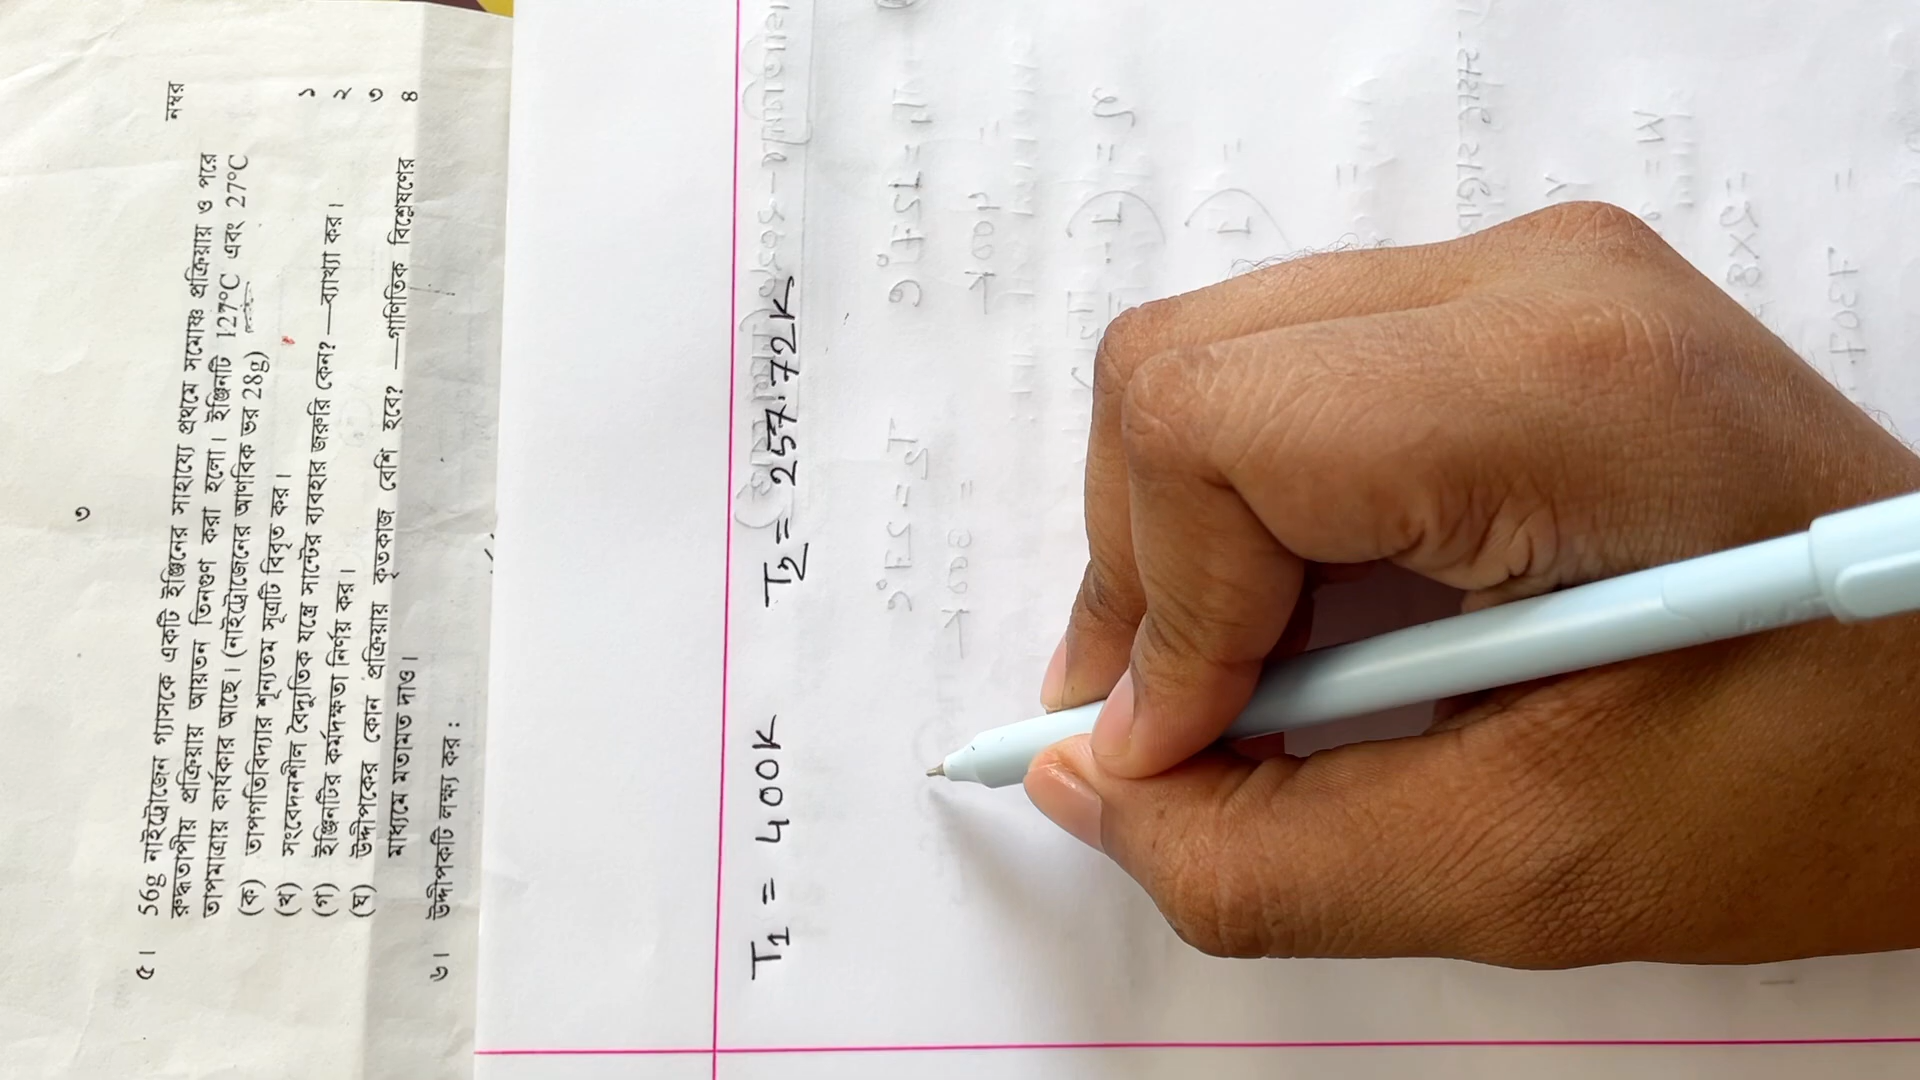 ৩
নম্বর
৫। 56g নাইট্রোজেন গ্যাসকে একটি ইঞ্জিনের সাহায্যে প্রথমে সমোষ্ণ প্রক্রিয়ায় ও পরে
রুদ্ধতাপীয় প্রক্রিয়ায় আয়তন তিনগুণ করা হলো। ইঞ্জিনটি 127°C এবং 27°C
তাপমাত্রায় কার্যকার আছে। (নাইট্রোজেনের আণবিক ভর 28g)
(ক) তাপগতিবিদ্যার শূন্যতম সূত্রটি বিবৃত কর। ১
(খ) সংবেদনশীল বৈদ্যুতিক যন্ত্রে সান্টের ব্যবহার জরুরি কেন? —ব্যাখ্যা কর। ২
(গ) ইঞ্জিনটির কর্মদক্ষতা নির্ণয় কর। ৩
(ঘ) উদ্দীপকের কোন প্রক্রিয়ায় কৃতকাজ বেশি হবে? —গাণিতিক বিশ্লেষণের ৪
মাধ্যমে মতামত দাও।
৬। উদ্দীপকটি লক্ষ্য কর :
T₁ = 400K T₂ = 257.72K